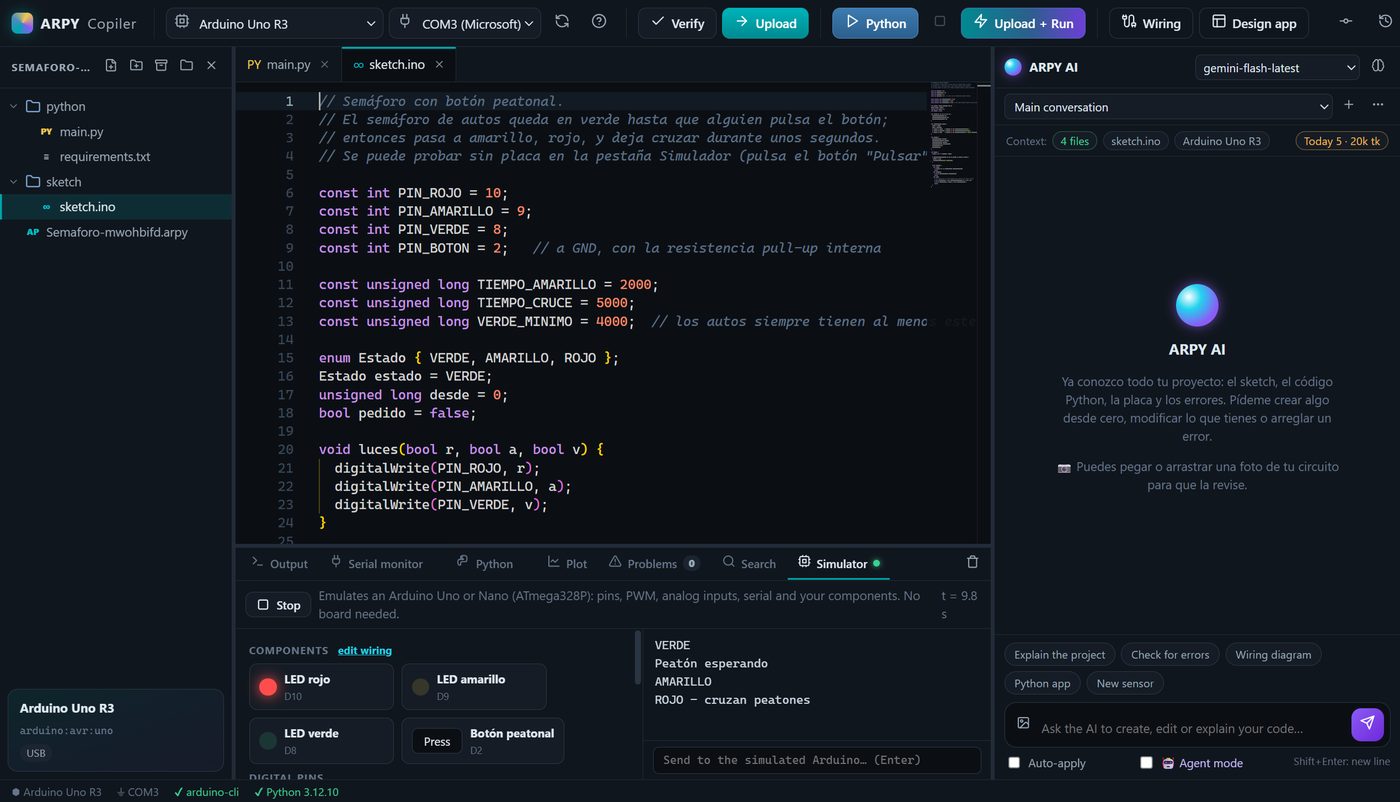 ARPY Copiler
Arduino Uno R3
COM3 (Microsoft)
Verify
Upload
Python
Upload + Run
Wiring
Design app
SEMAFORO-...
python
PY main.py
requirements.txt
sketch
∞ sketch.ino
AP Semaforo-mwohbifd.arpy
Arduino Uno R3
arduino:avr:uno
USB
PY main.py ×
∞ sketch.ino ×
1 // Semáforo con botón peatonal.
2 // El semáforo de autos queda en verde hasta que alguien pulsa el botón;
3 // entonces pasa a amarillo, rojo, y deja cruzar durante unos segundos.
4 // Se puede probar sin placa en la pestaña Simulador (pulsa el botón "Pulsar"
5
6 const int PIN_ROJO = 10;
7 const int PIN_AMARILLO = 9;
8 const int PIN_VERDE = 8;
9 const int PIN_BOTON = 2; // a GND, con la resistencia pull-up interna
10
11 const unsigned long TIEMPO_AMARILLO = 2000;
12 const unsigned long TIEMPO_CRUCE = 5000;
13 const unsigned long VERDE_MINIMO = 4000; // los autos siempre tienen al menos este
14
15 enum Estado { VERDE, AMARILLO, ROJO };
16 Estado estado = VERDE;
17 unsigned long desde = 0;
18 bool pedido = false;
19
20 void luces(bool r, bool a, bool v) {
21 digitalWrite(PIN_ROJO, r);
22 digitalWrite(PIN_AMARILLO, a);
23 digitalWrite(PIN_VERDE, v);
24 }
25
Output
Serial monitor
Python
Plot
Problems 0
Search
Simulator
Stop
Emulates an Arduino Uno or Nano (ATmega328P): pins, PWM, analog inputs, serial and your components. No
board needed.
t = 9.8
s
COMPONENTS edit wiring
LED rojo
D10
LED amarillo
D9
LED verde
D8
Press
Botón peatonal
D2
DIGITAL PINS
VERDE
Peatón esperando
AMARILLO
ROJO - cruzan peatones
Send to the simulated Arduino… (Enter)
ARPY AI
gemini-flash-latest
Main conversation
Context: 4 files sketch.ino Arduino Uno R3 Today 5 · 20k tk
ARPY AI
Ya conozco todo tu proyecto: el sketch, el código
Python, la placa y los errores. Pídeme crear algo
desde cero, modificar lo que tienes o arreglar un
error.
Puedes pegar o arrastrar una foto de tu circuito
para que la revise.
Explain the project
Check for errors
Wiring diagram
Python app
New sensor
Ask the AI to create, edit or explain your code…
Auto-apply
Agent mode
Shift+Enter: new line
Arduino Uno R3
COM3
✓ arduino-cli
✓ Python 3.12.10